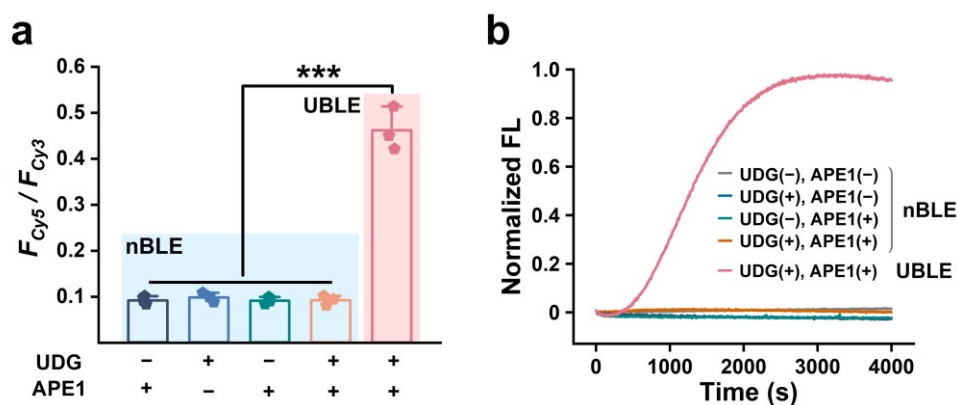 a
F_Cy5 / F_Cy3
0.6
0.5
0.4
0.3
0.2
0.1
***
UBLE
nBLE
UDG − + − + +
APE1 + − + + +
b
Normalized FL
1.0
0.8
0.6
0.4
0.2
0.0
UDG(−), APE1(−)
UDG(+), APE1(−)
UDG(−), APE1(+)
UDG(+), APE1(+)
nBLE
UDG(+), APE1(+) UBLE
0 1000 2000 3000 4000
Time (s)